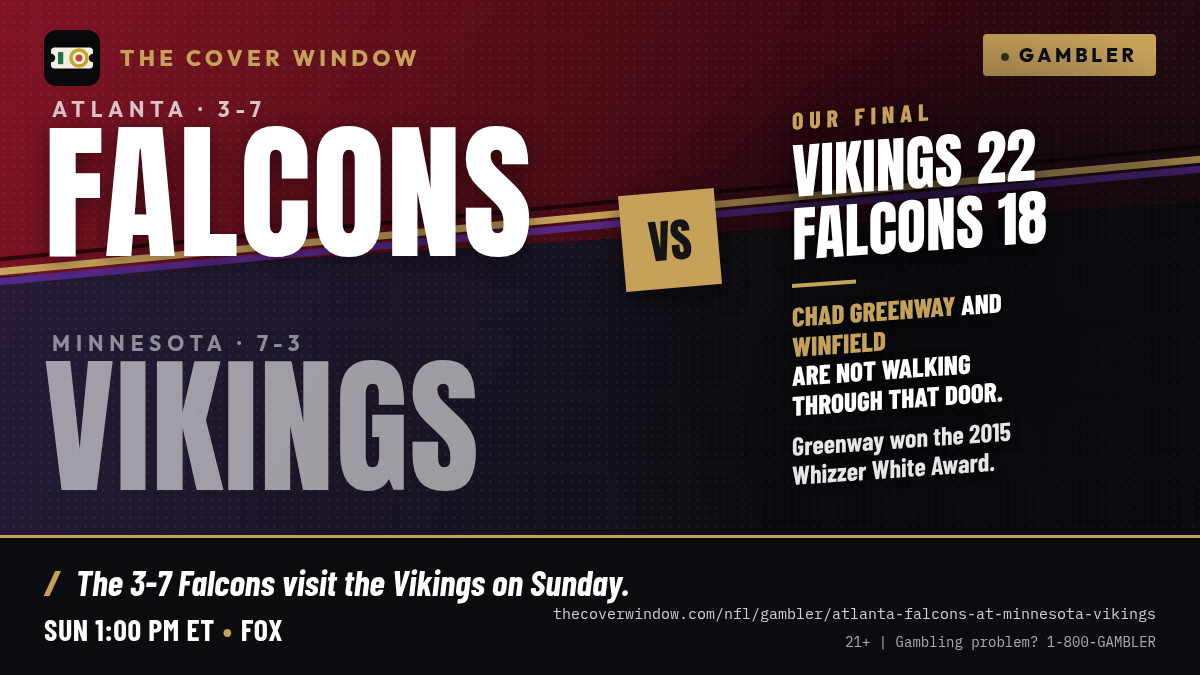 THE COVER WINDOW
• GAMBLER
ATLANTA · 3-7
FALCONS
MINNESOTA · 7-3
VIKINGS
VS
OUR FINAL
VIKINGS 22
FALCONS 18
CHAD GREENWAY AND
WINFIELD
ARE NOT WALKING
THROUGH THAT DOOR.
Greenway won the 2015
Whizzer White Award.
/ The 3-7 Falcons visit the Vikings on Sunday.
SUN 1:00 PM ET • FOX
thecoverwindow.com/nfl/gambler/atlanta-falcons-at-minnesota-vikings
21+ | Gambling problem? 1-800-GAMBLER